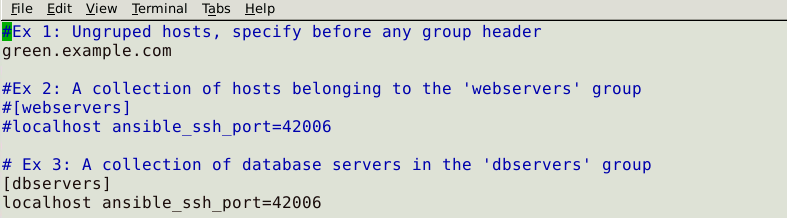 File Edit View Terminal Tabs Help
#Ex 1: Ungruped hosts, specify before any group header
green.example.com
#Ex 2: A collection of hosts belonging to the 'webservers' group
#[webservers]
#localhost ansible_ssh_port=42006
# Ex 3: A collection of database servers in the 'dbservers' group
[dbservers]
localhost ansible_ssh_port=42006